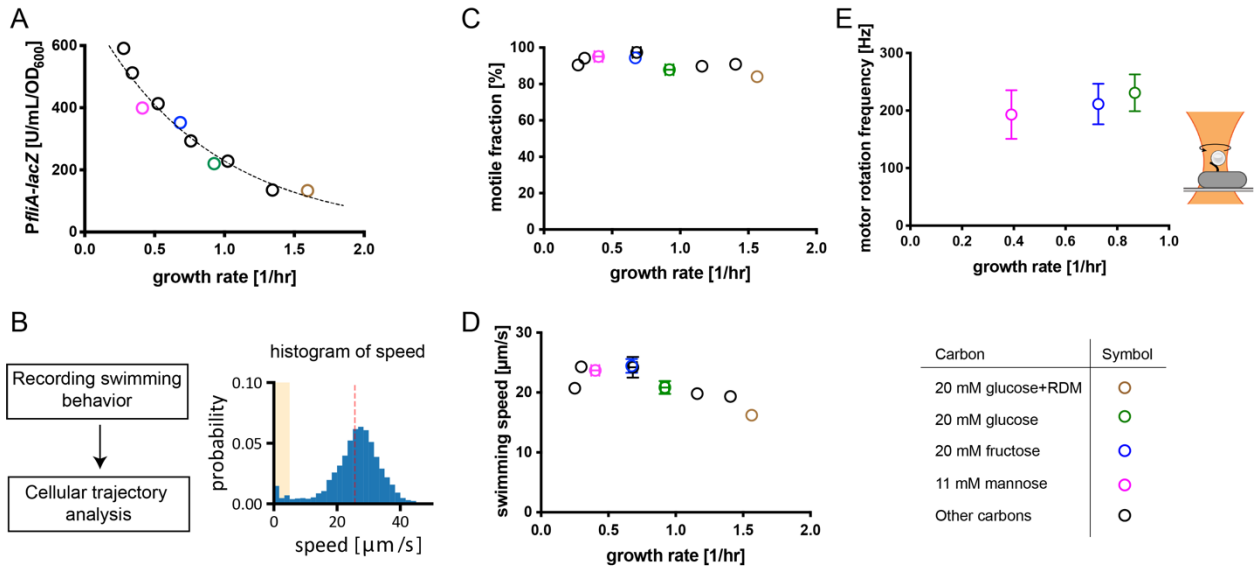 A
PfliA-lacZ [U/mL/OD600]
600
400
200
0
0.0 0.5 1.0 1.5 2.0
growth rate [1/hr]
B
Recording swimming
behavior
Cellular trajectory
analysis
histogram of speed
probability
0.10
0.05
0.00
0 20 40
speed [µm/s]
C
motile fraction [%]
100
80
60
40
20
0
0.0 0.5 1.0 1.5 2.0
growth rate [1/hr]
D
swimming speed [µm/s]
30
20
10
0
0.0 0.5 1.0 1.5 2.0
growth rate [1/hr]
E
motor rotation frequency [Hz]
300
200
100
0
0.0 0.2 0.4 0.6 0.8 1.0
growth rate [1/hr]
Carbon Symbol
20 mM glucose+RDM
20 mM glucose
20 mM fructose
11 mM mannose
Other carbons